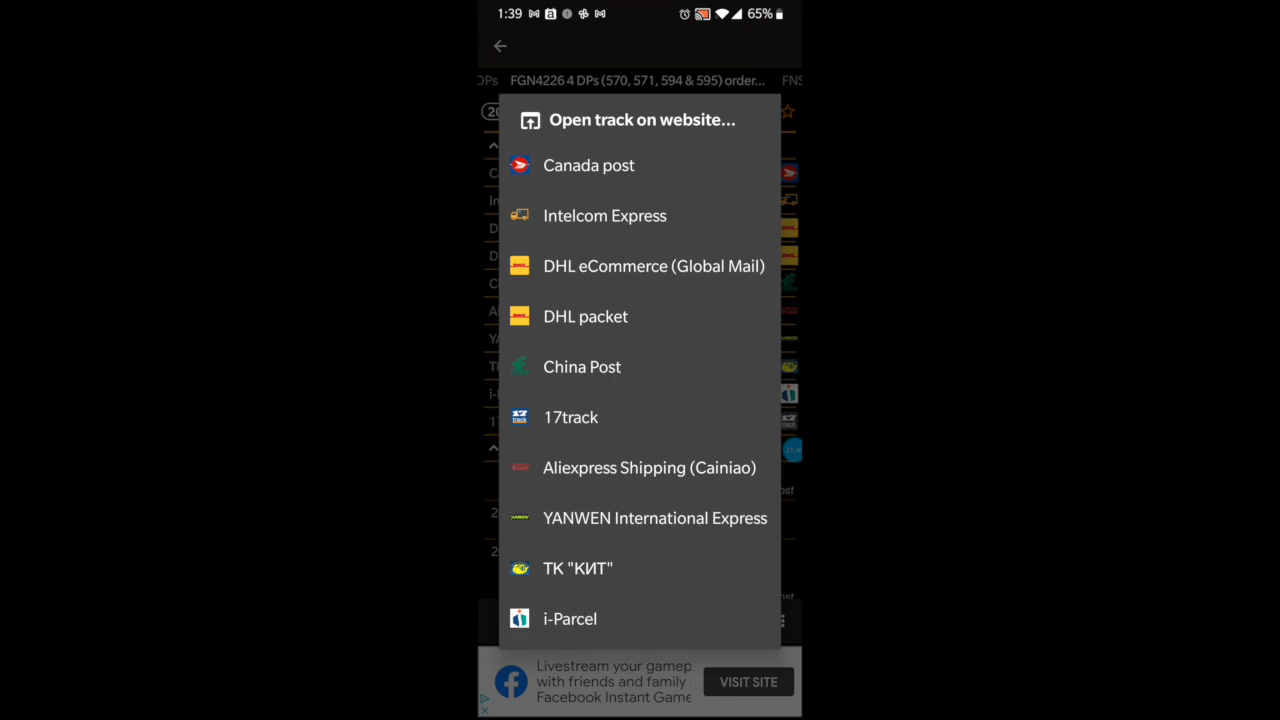 1:39
65%
DPs FGN4226 4 DPs (570, 571, 594 & 595) order... FNS
Open track on website...
Canada post
Intelcom Express
DHL eCommerce (Global Mail)
DHL packet
China Post
17track
Aliexpress Shipping (Cainiao)
YANWEN International Express
ТК "КИТ"
i-Parcel
Livestream your gamep
with friends and family
Facebook Instant Game
VISIT SITE